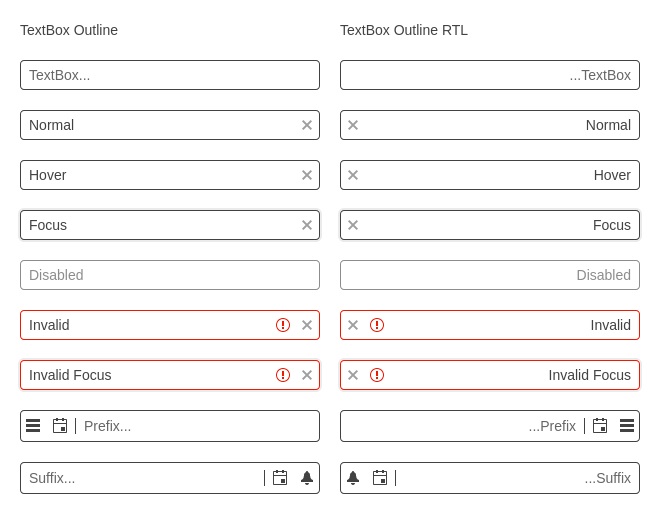 TextBox Outline
TextBox Outline RTL
TextBox...
...TextBox
Normal
Normal
Hover
Hover
Focus
Focus
Disabled
Disabled
Invalid
Invalid
Invalid Focus
Invalid Focus
Prefix...
...Prefix
Suffix...
...Suffix